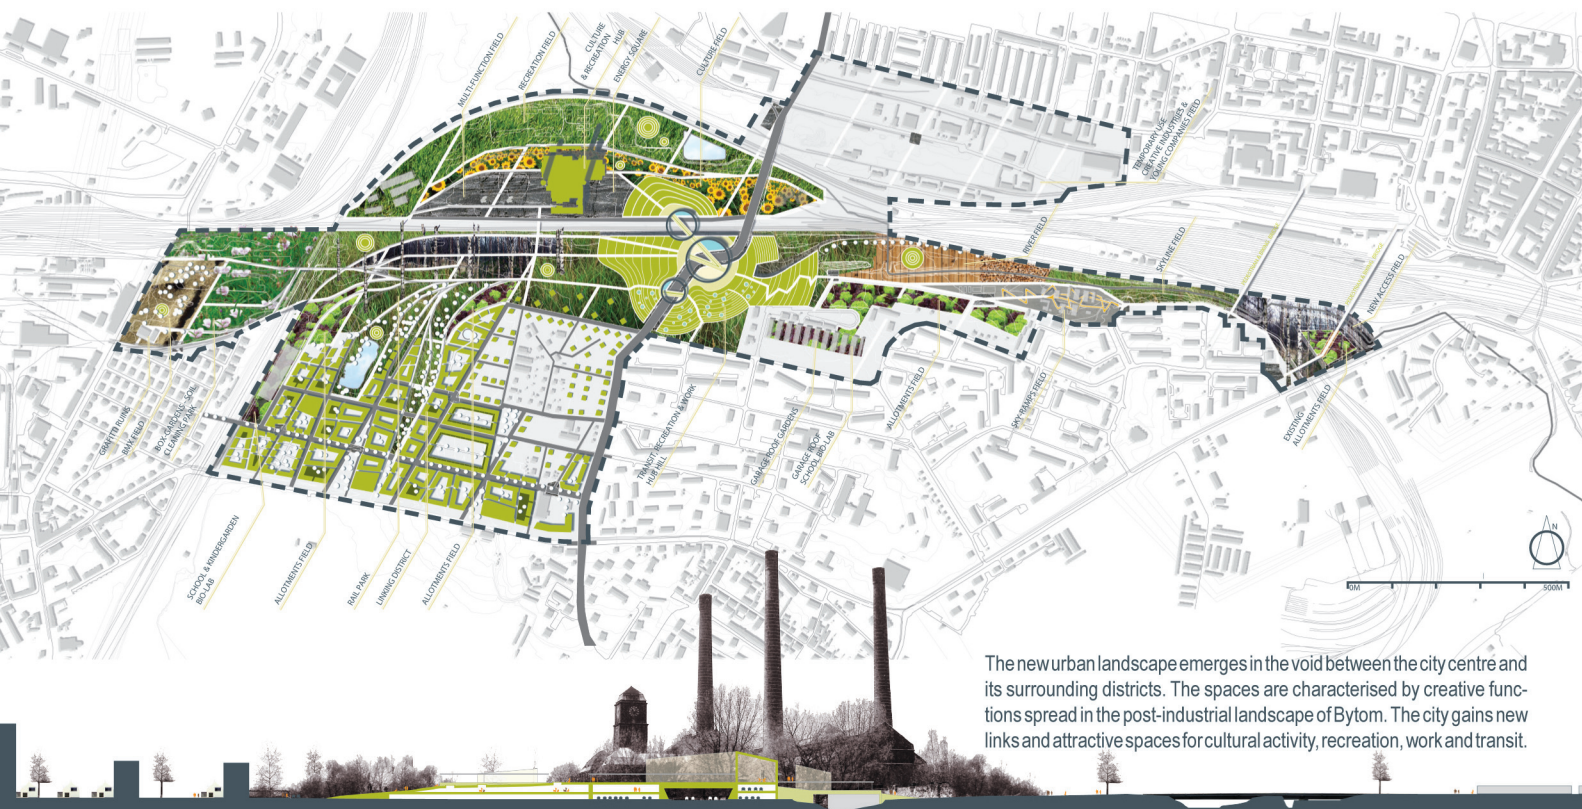 MULTI-FUNCTION FIELD
RECREATION FIELD
CULTURE
& RECREATION
HUB
ENERGY SQUARE
CULTURE FIELD
TEMPORARY USE
CREATIVE INDUSTRIES &
YOUNG COMPANIES FIELD
RIVER FIELD
SKYLINE FIELD
NEW ACCESS FIELD
GRAFITTI RUINS
BMX FIELD
BOX GARDENS, SOIL
CLEANING PARK
TRANSIT, RECREATION & WORK
HUB HILL
GARAGE ROOF GARDENS
GARAGE ROOF
SCHOOL BIO-LAB
ALLOTMENTS FIELD
SKY RAMPS FIELD
EXISTING
ALLOTMENTS FIELD
SCHOOL & KINDERGARDEN
BIO-LAB
ALLOTMENTS FIELD
RAIL PARK
LINKING DISTRICT
ALLOTMENTS FIELD
N
0M
500M
The new urban landscape emerges in the void between the city centre and
its surrounding districts. The spaces are characterised by creative func-
tions spread in the post-industrial landscape of Bytom. The city gains new
links and attractive spaces for cultural activity, recreation, work and transit.